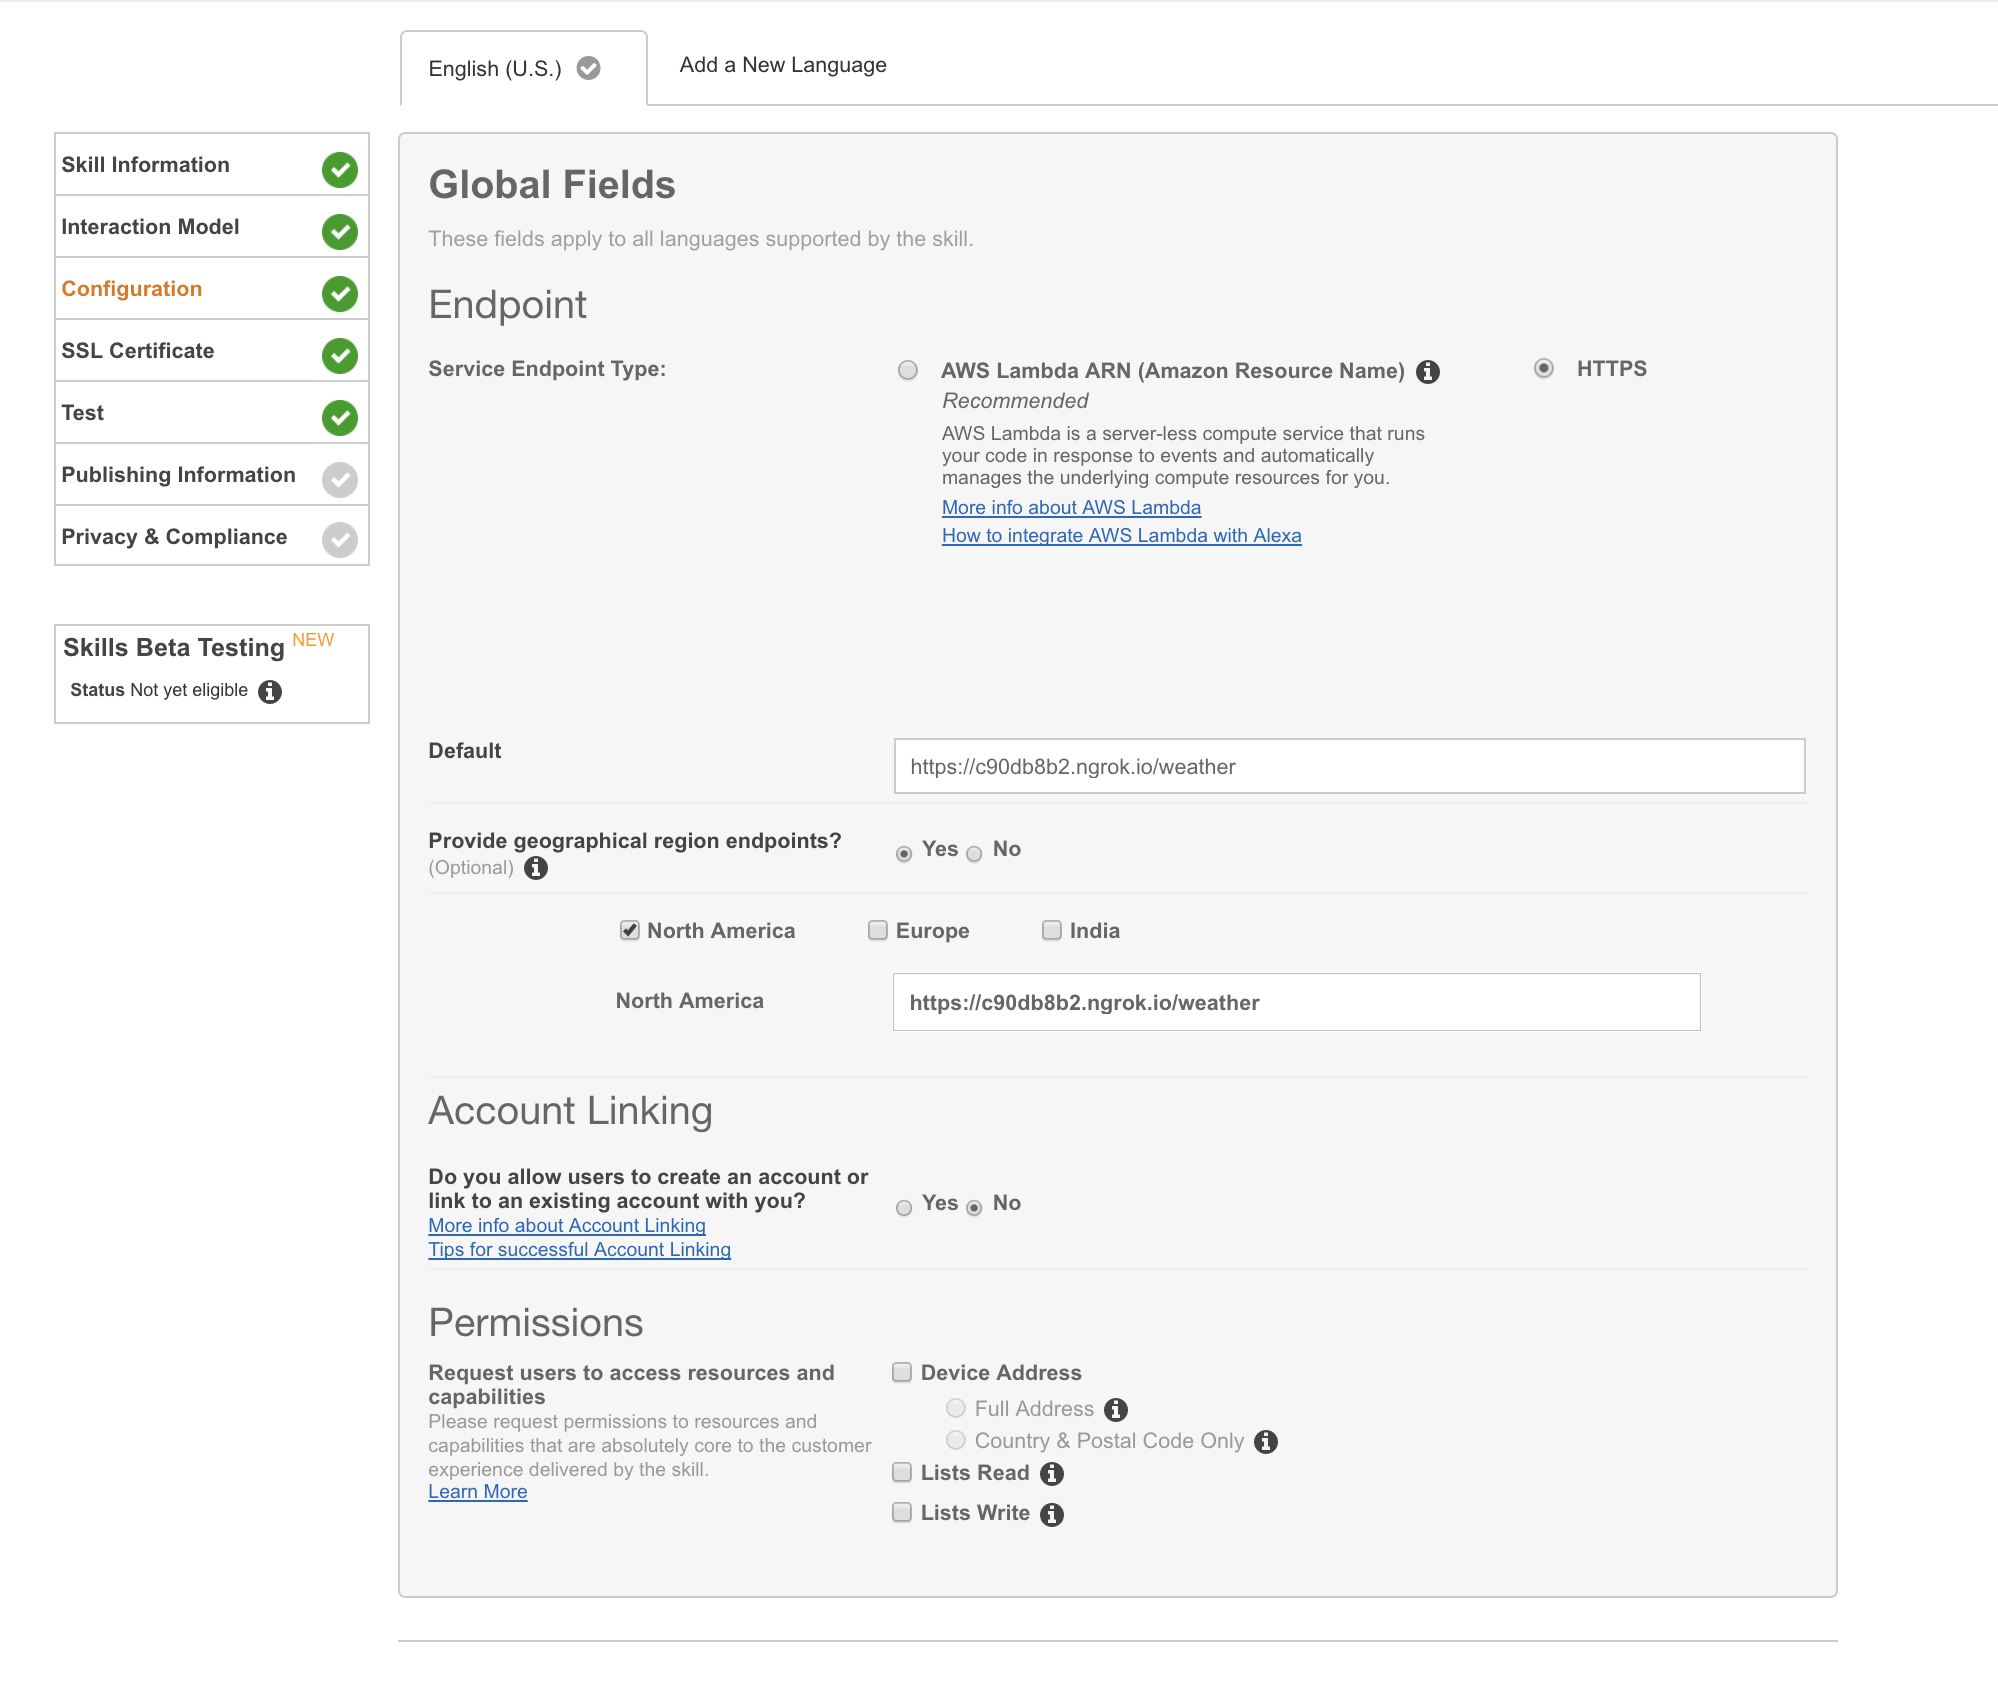 English (U.S.)
Add a New Language
Skill Information
Interaction Model
Configuration
SSL Certificate
Test
Publishing Information
Privacy & Compliance
Skills Beta Testing NEW
Status Not yet eligible
Global Fields
These fields apply to all languages supported by the skill.
Endpoint
Service Endpoint Type:
AWS Lambda ARN (Amazon Resource Name)
HTTPS
Recommended
AWS Lambda is a server-less compute service that runs
your code in response to events and automatically
manages the underlying compute resources for you.
More info about AWS Lambda
How to integrate AWS Lambda with Alexa
Default
https://c90db8b2.ngrok.io/weather
Provide geographical region endpoints?
(Optional)
Yes No
North America Europe India
North America
https://c90db8b2.ngrok.io/weather
Account Linking
Do you allow users to create an account or
link to an existing account with you?
Yes No
More info about Account Linking
Tips for successful Account Linking
Permissions
Request users to access resources and
capabilities
Please request permissions to resources and
capabilities that are absolutely core to the customer
experience delivered by the skill.
Learn More
Device Address
Full Address
Country & Postal Code Only
Lists Read
Lists Write